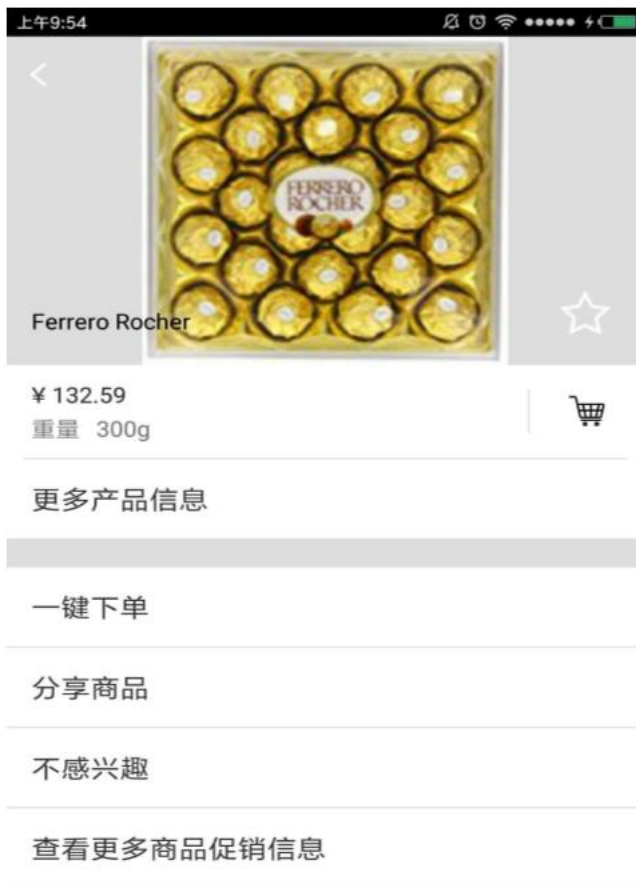 上午9:54
FERRERO
ROCHER
Ferrero Rocher
¥ 132.59
重量 300g
更多产品信息
一键下单
分享商品
不感兴趣
查看更多商品促销信息